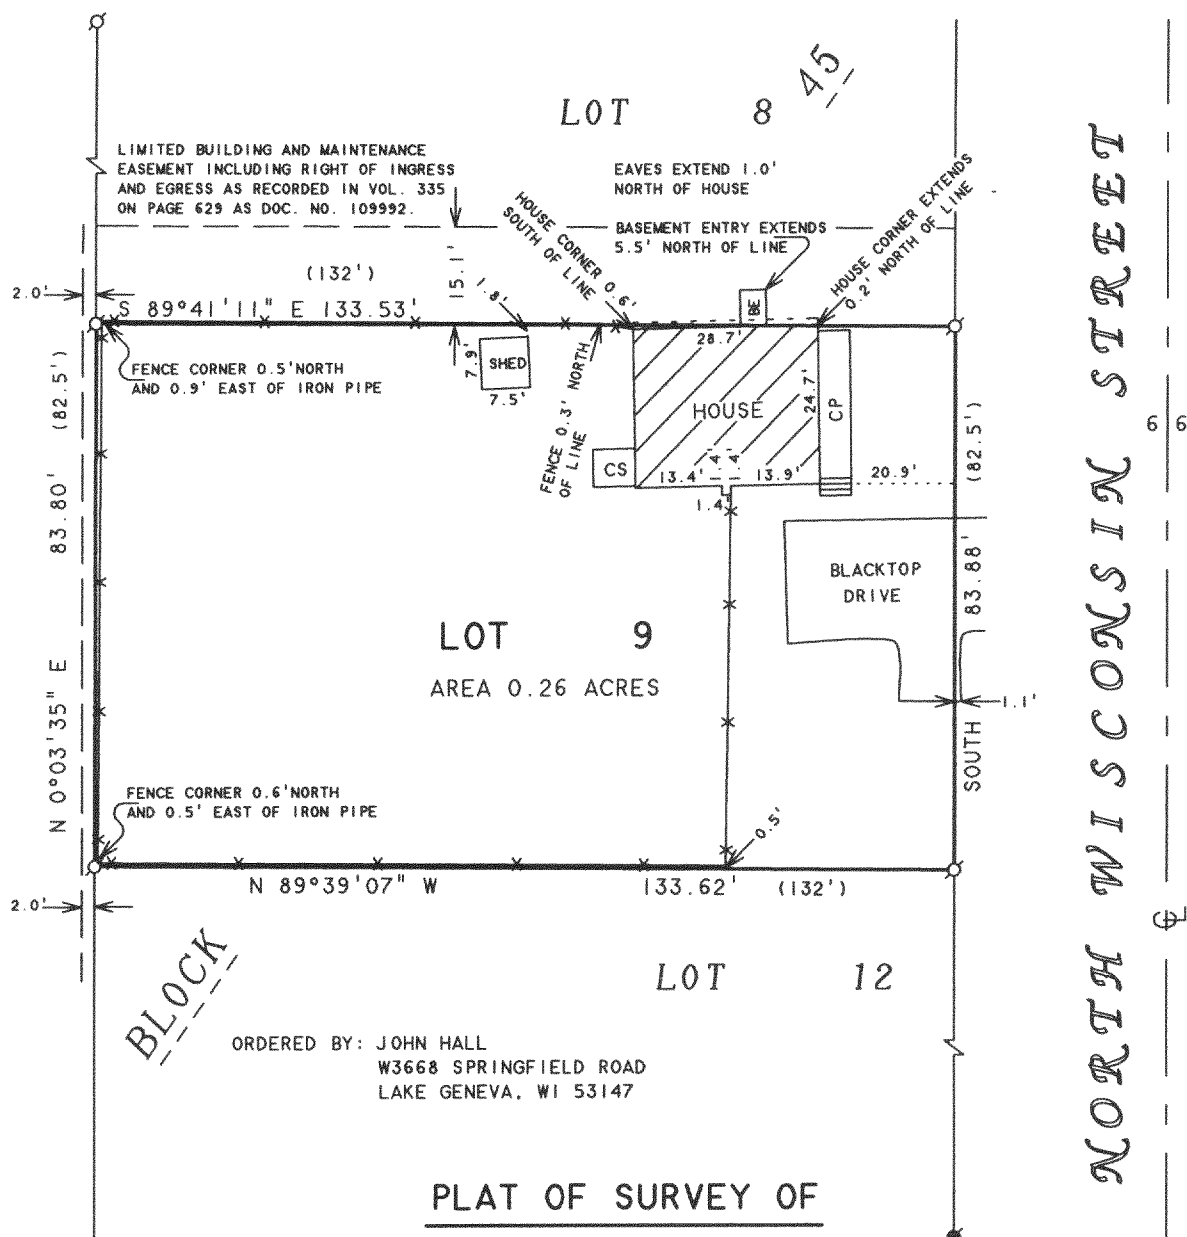 LOT 8
45
LIMITED BUILDING AND MAINTENANCE
EASEMENT INCLUDING RIGHT OF INGRESS
AND EGRESS AS RECORDED IN VOL. 335
ON PAGE 629 AS DOC. NO. 109992.
EAVES EXTEND 1.0'
NORTH OF HOUSE
BASEMENT ENTRY EXTENDS
5.5' NORTH OF LINE
HOUSE CORNER 0.6'
SOUTH OF LINE
HOUSE CORNER EXTENDS
0.2' NORTH OF LINE
15.1'
(132')
S 89°41'11" E 133.53'
2.0'
1.8'
BE
FENCE CORNER 0.5'NORTH
AND 0.9' EAST OF IRON PIPE
7.9'
SHED
7.5'
28.7'
24.7'
HOUSE
CP
CS
FENCE 0.3' NORTH
OF LINE
13.4'
4
4
13.9'
1.4'
20.9'
(82.5')
83.80'
N 0°03'35" E
(82.5')
83.88'
SOUTH
BLACKTOP
DRIVE
1.1'
LOT 9
AREA 0.26 ACRES
FENCE CORNER 0.6'NORTH
AND 0.5' EAST OF IRON PIPE
0.5'
N 89°39'07" W 133.62' (132')
2.0'
BLOCK
LOT 12
66
NORTH WISCONSIN STREET
CL
ORDERED BY: JOHN HALL
W3668 SPRINGFIELD ROAD
LAKE GENEVA, WI 53147
PLAT OF SURVEY OF